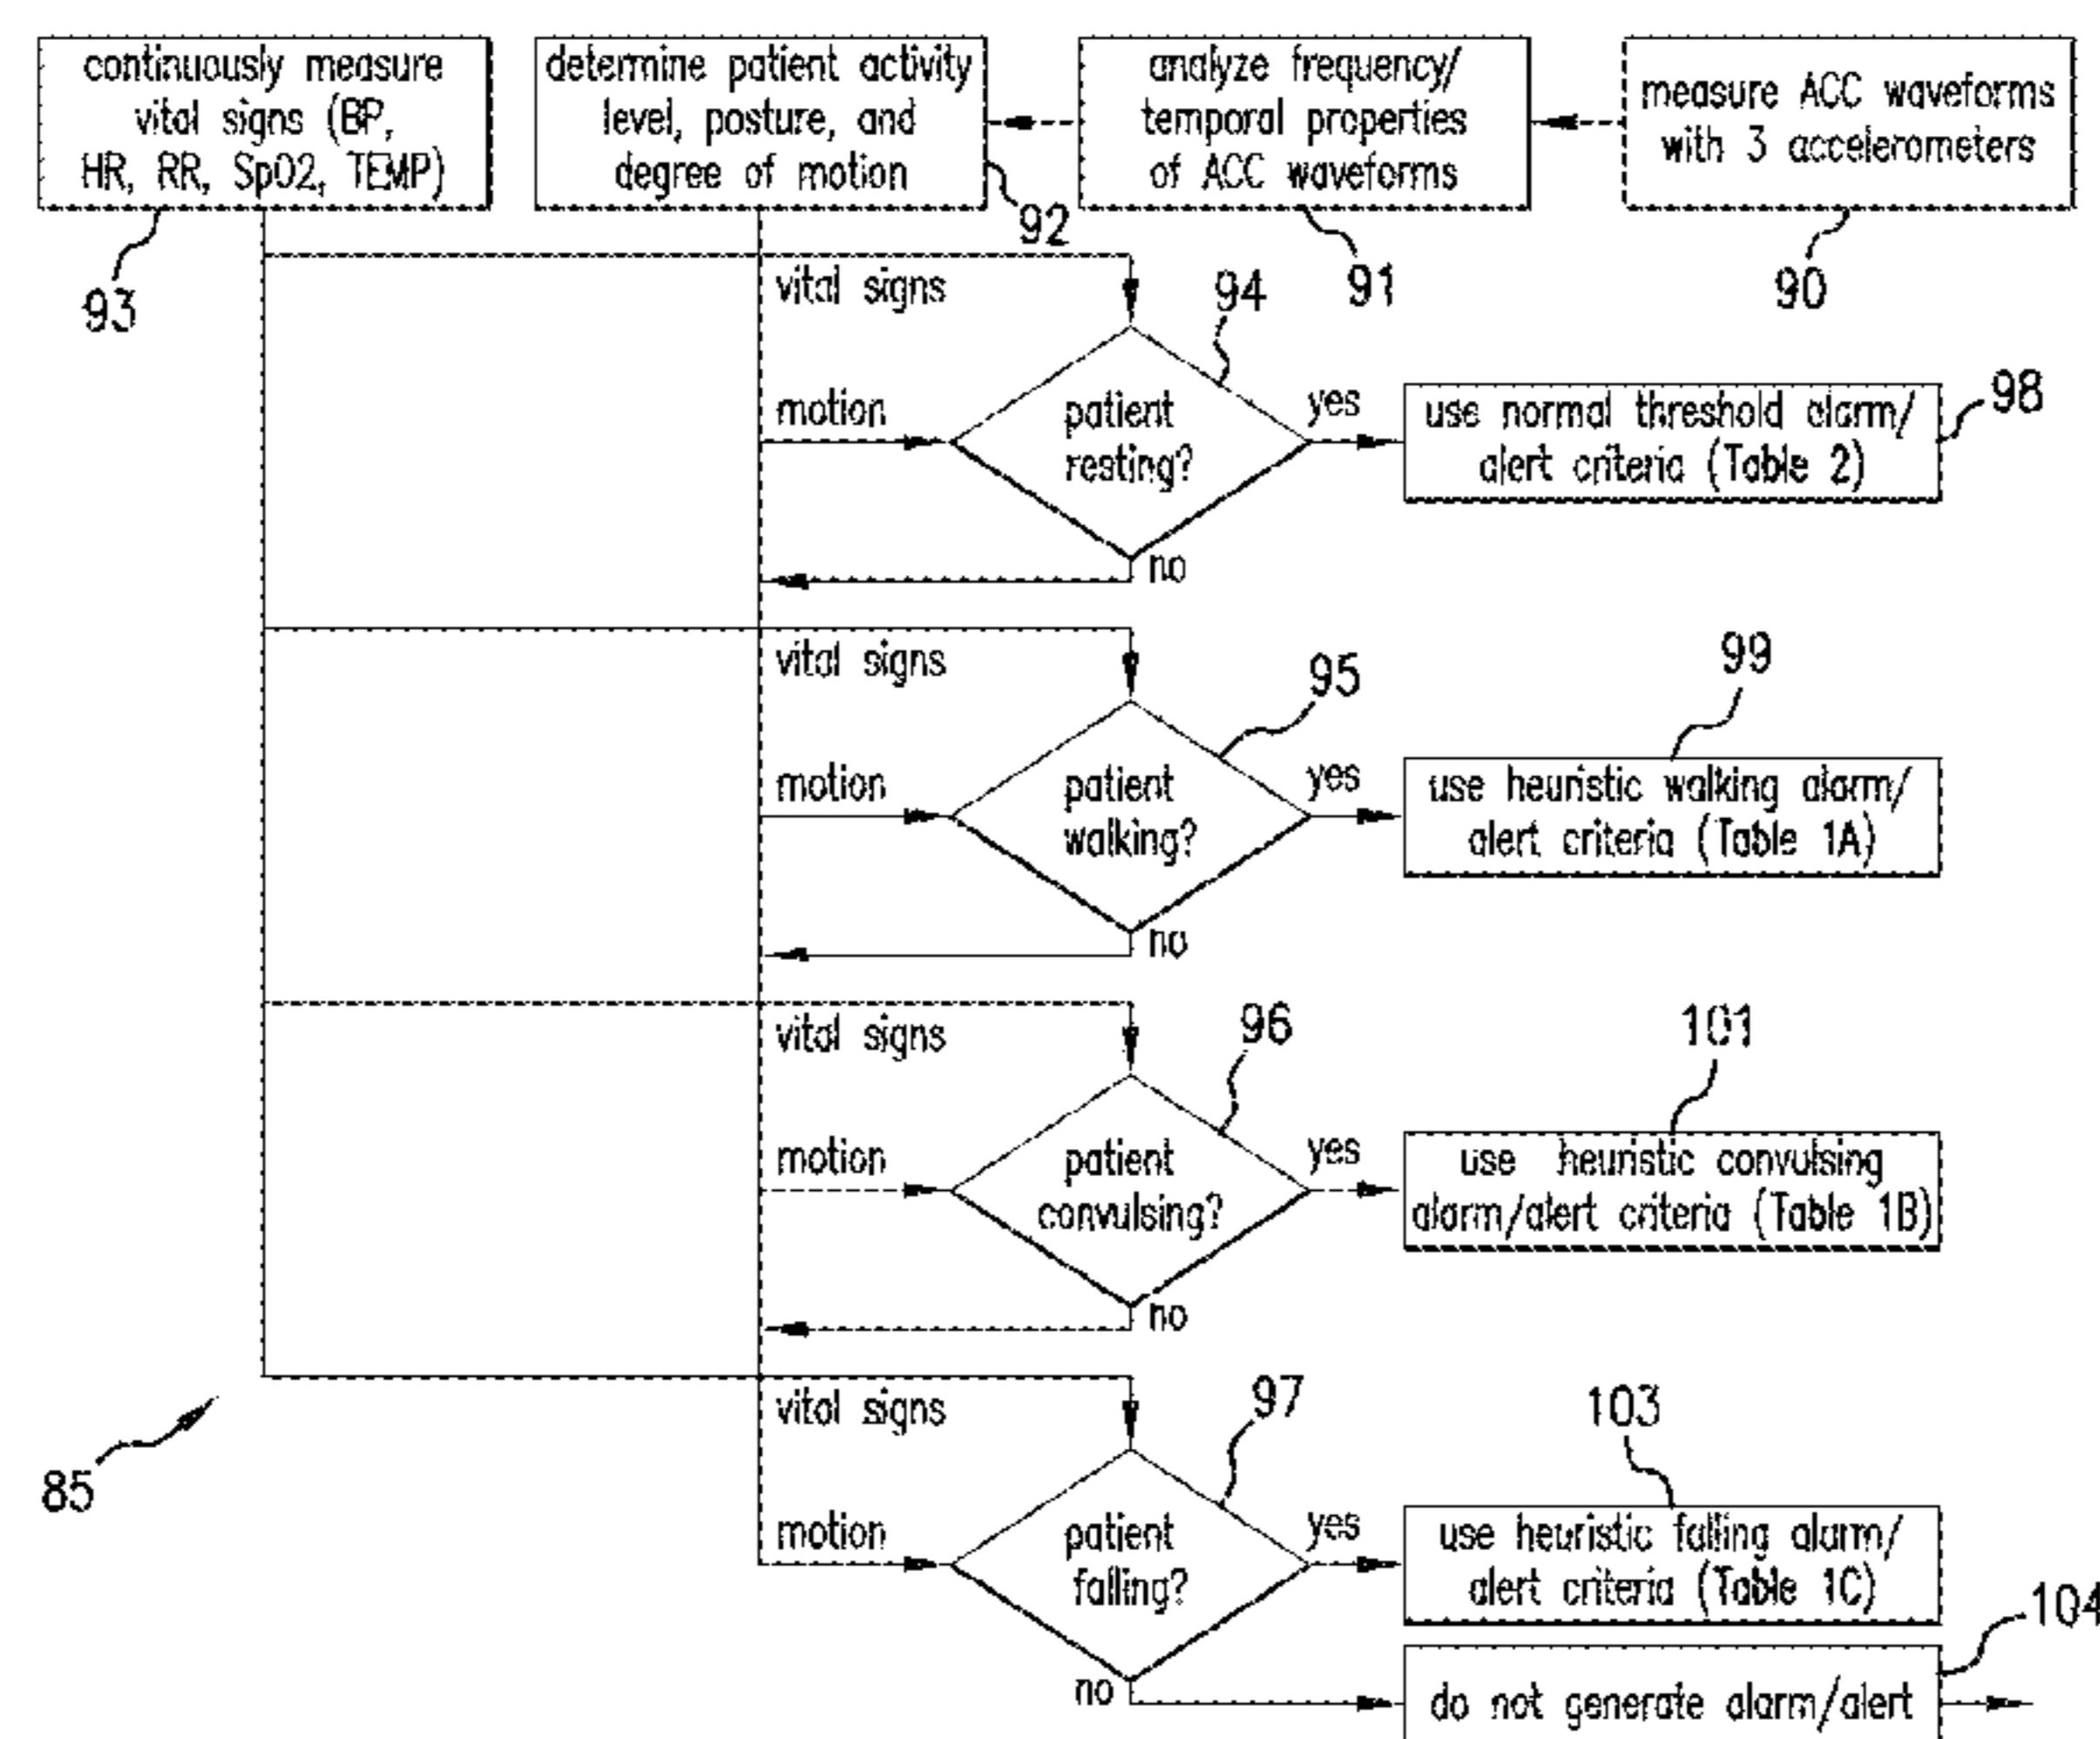 continuously measure
vital signs (BP,
HR, RR, SpO2, TEMP)
93
determine patient activity
level, posture, and
degree of motion
92
analyze frequency/
temporal properties
of ACC waveforms
91
measure ACC waveforms
with 3 accelerometers
90
vital signs
94
motion
patient
resting?
yes
no
use normal threshold alarm/
alert criteria (Table 2)
98
vital signs
95
motion
patient
walking?
yes
no
99
use heuristic walking alarm/
alert criteria (Table 1A)
vital signs
96
motion
patient
convulsing?
yes
no
101
use heuristic convulsing
alarm/alert criteria (Table 1B)
85
vital signs
97
motion
patient
falling?
yes
no
103
use heuristic falling alarm/
alert criteria (Table 1C)
104
do not generate alarm/alert